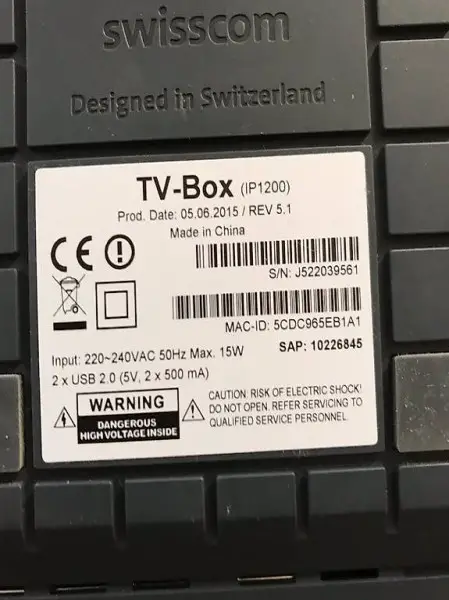 swisscom
Designed in Switzerland
TV-Box (IP1200)
Prod. Date: 05.06.2015 / REV 5.1
Made in China
CE
S/N: J522039561
MAC-ID: 5CDC965EB1A1
Input: 220~240VAC 50Hz Max. 15W
SAP: 10226845
2 x USB 2.0 (5V, 2 x 500 mA)
WARNING
DANGEROUS
HIGH VOLTAGE INSIDE
CAUTION: RISK OF ELECTRIC SHOCK!
DO NOT OPEN. REFER SERVICING TO
QUALIFIED SERVICE PERSONNEL.